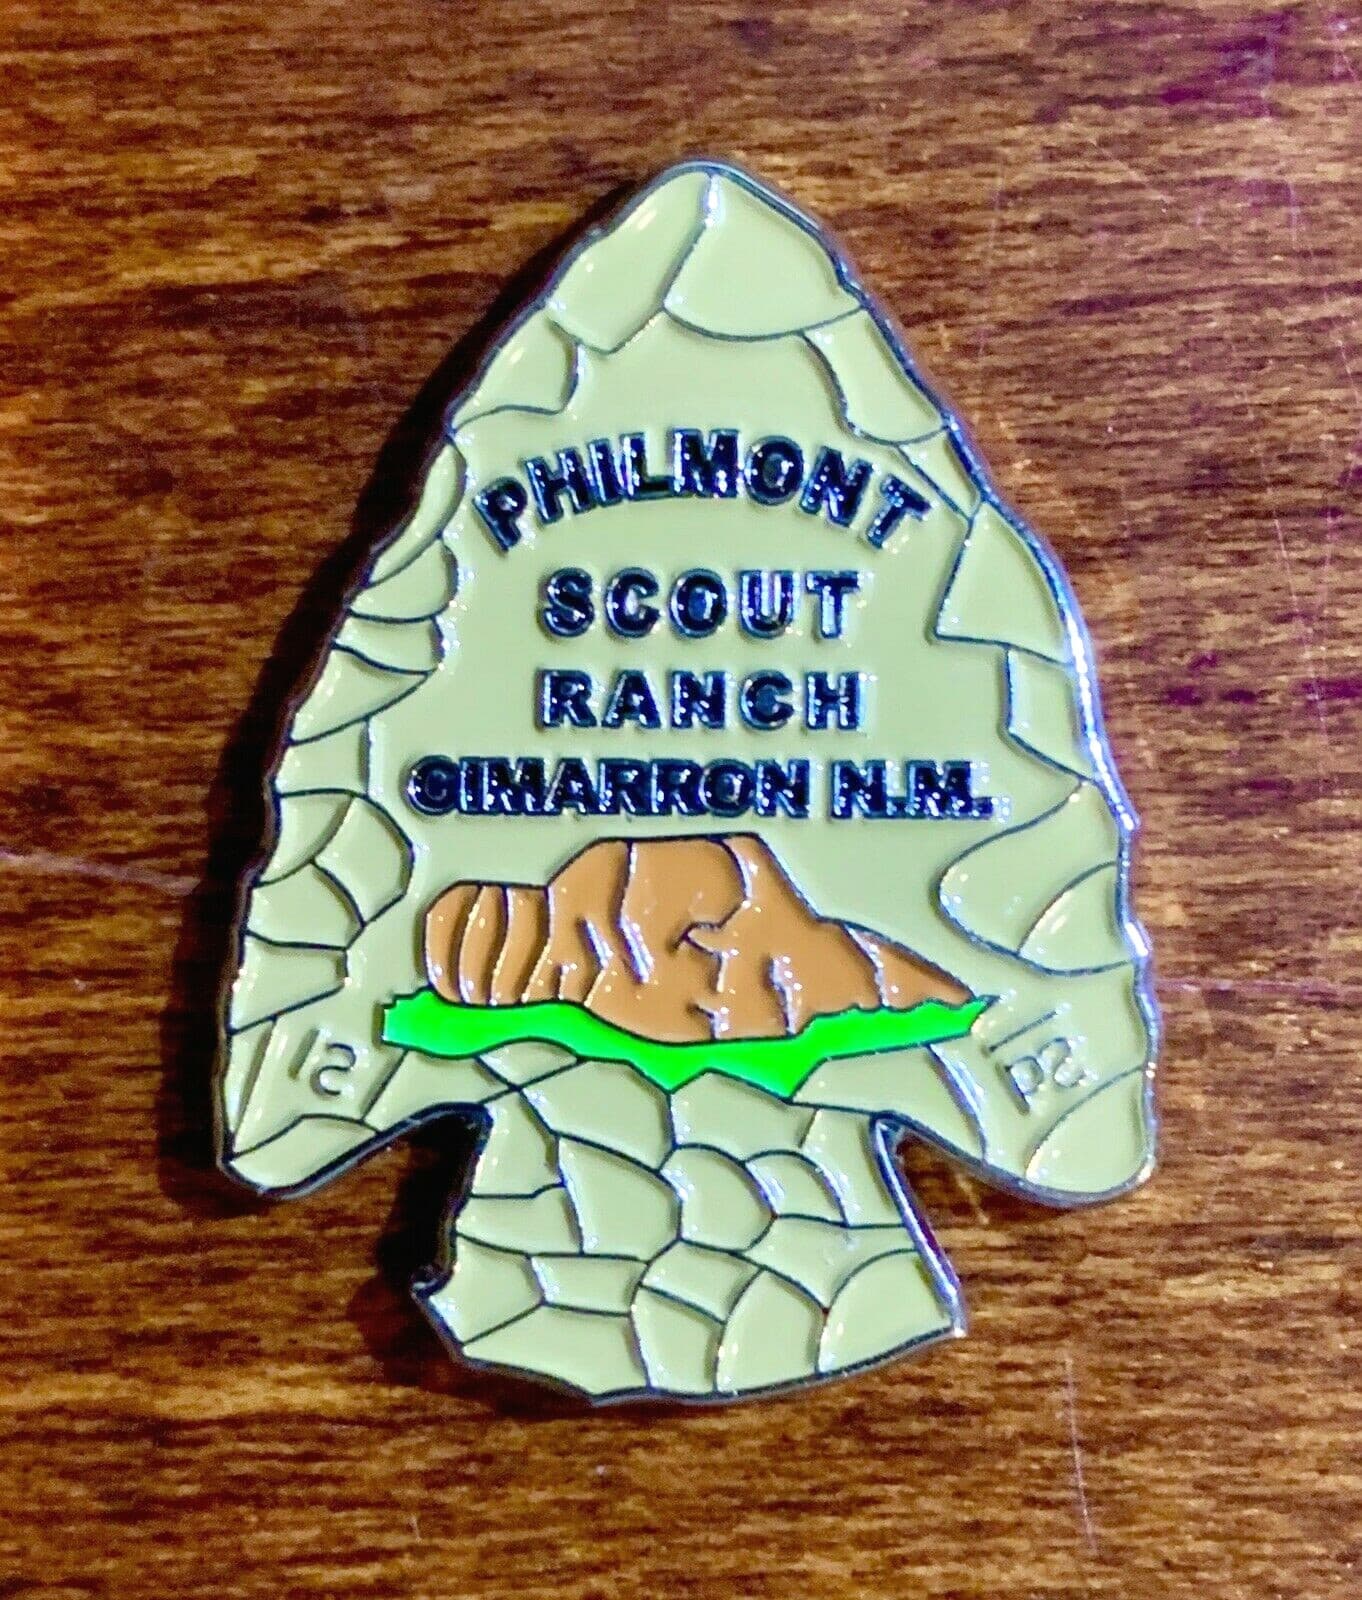 PHILMONT
SCOUT
RANCH
CIMARRON N.M.